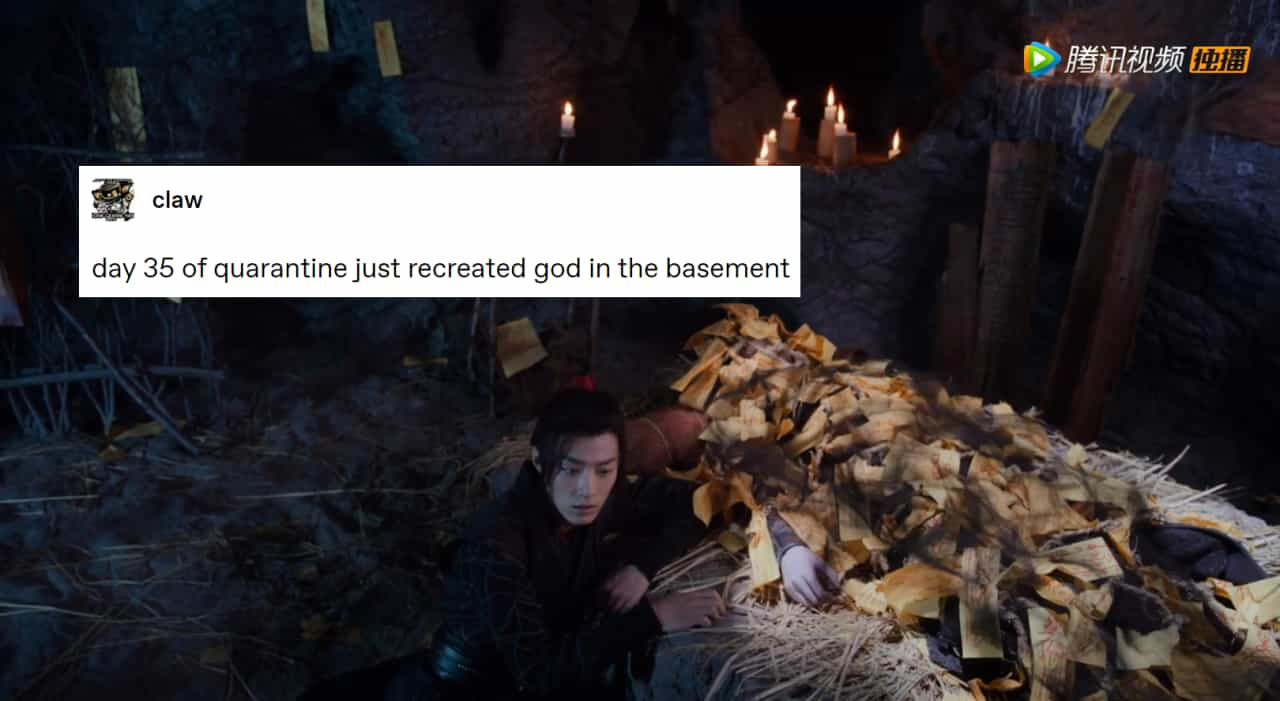 腾讯视频 独播
claw
day 35 of quarantine just recreated god in the basement